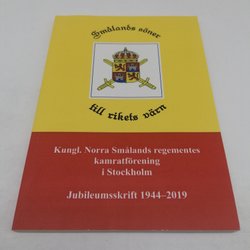 Smålands söner
till rikets värn
Kungl. Norra Smålands regementes
kamratförening
i Stockholm
Jubileumsskrift 1944–2019